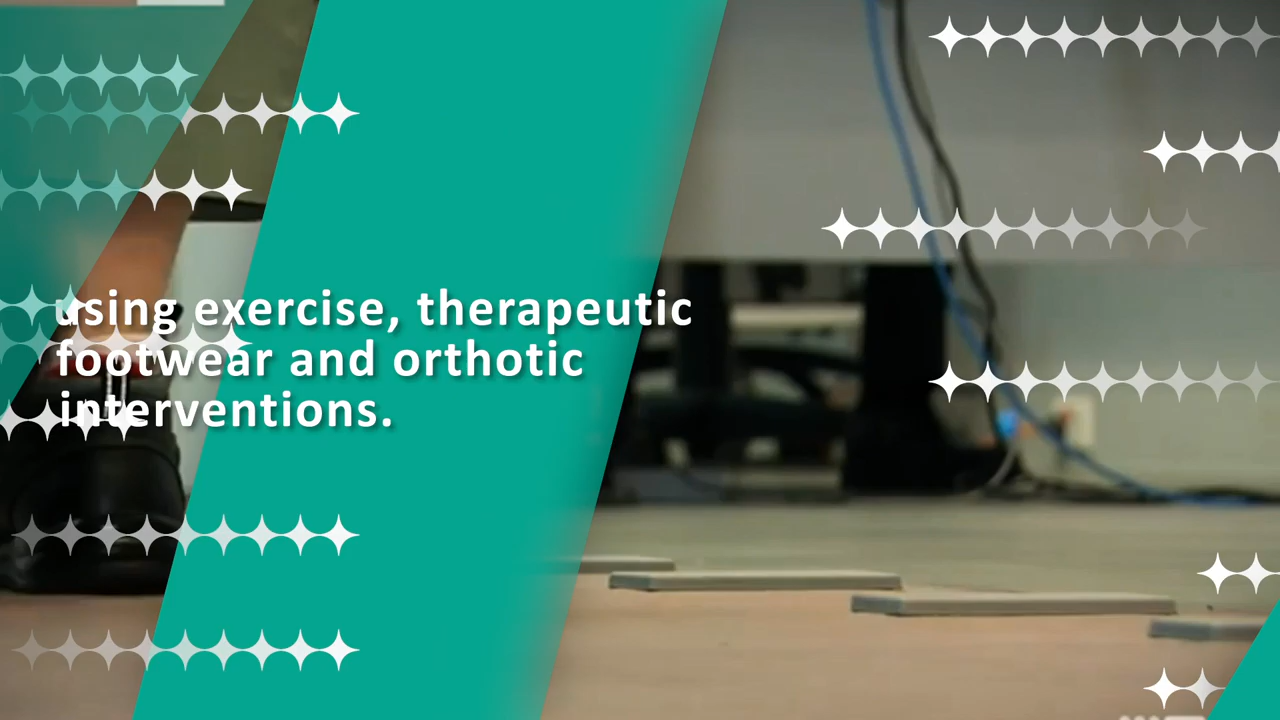 using exercise, therapeutic
footwear and orthotic
interventions.